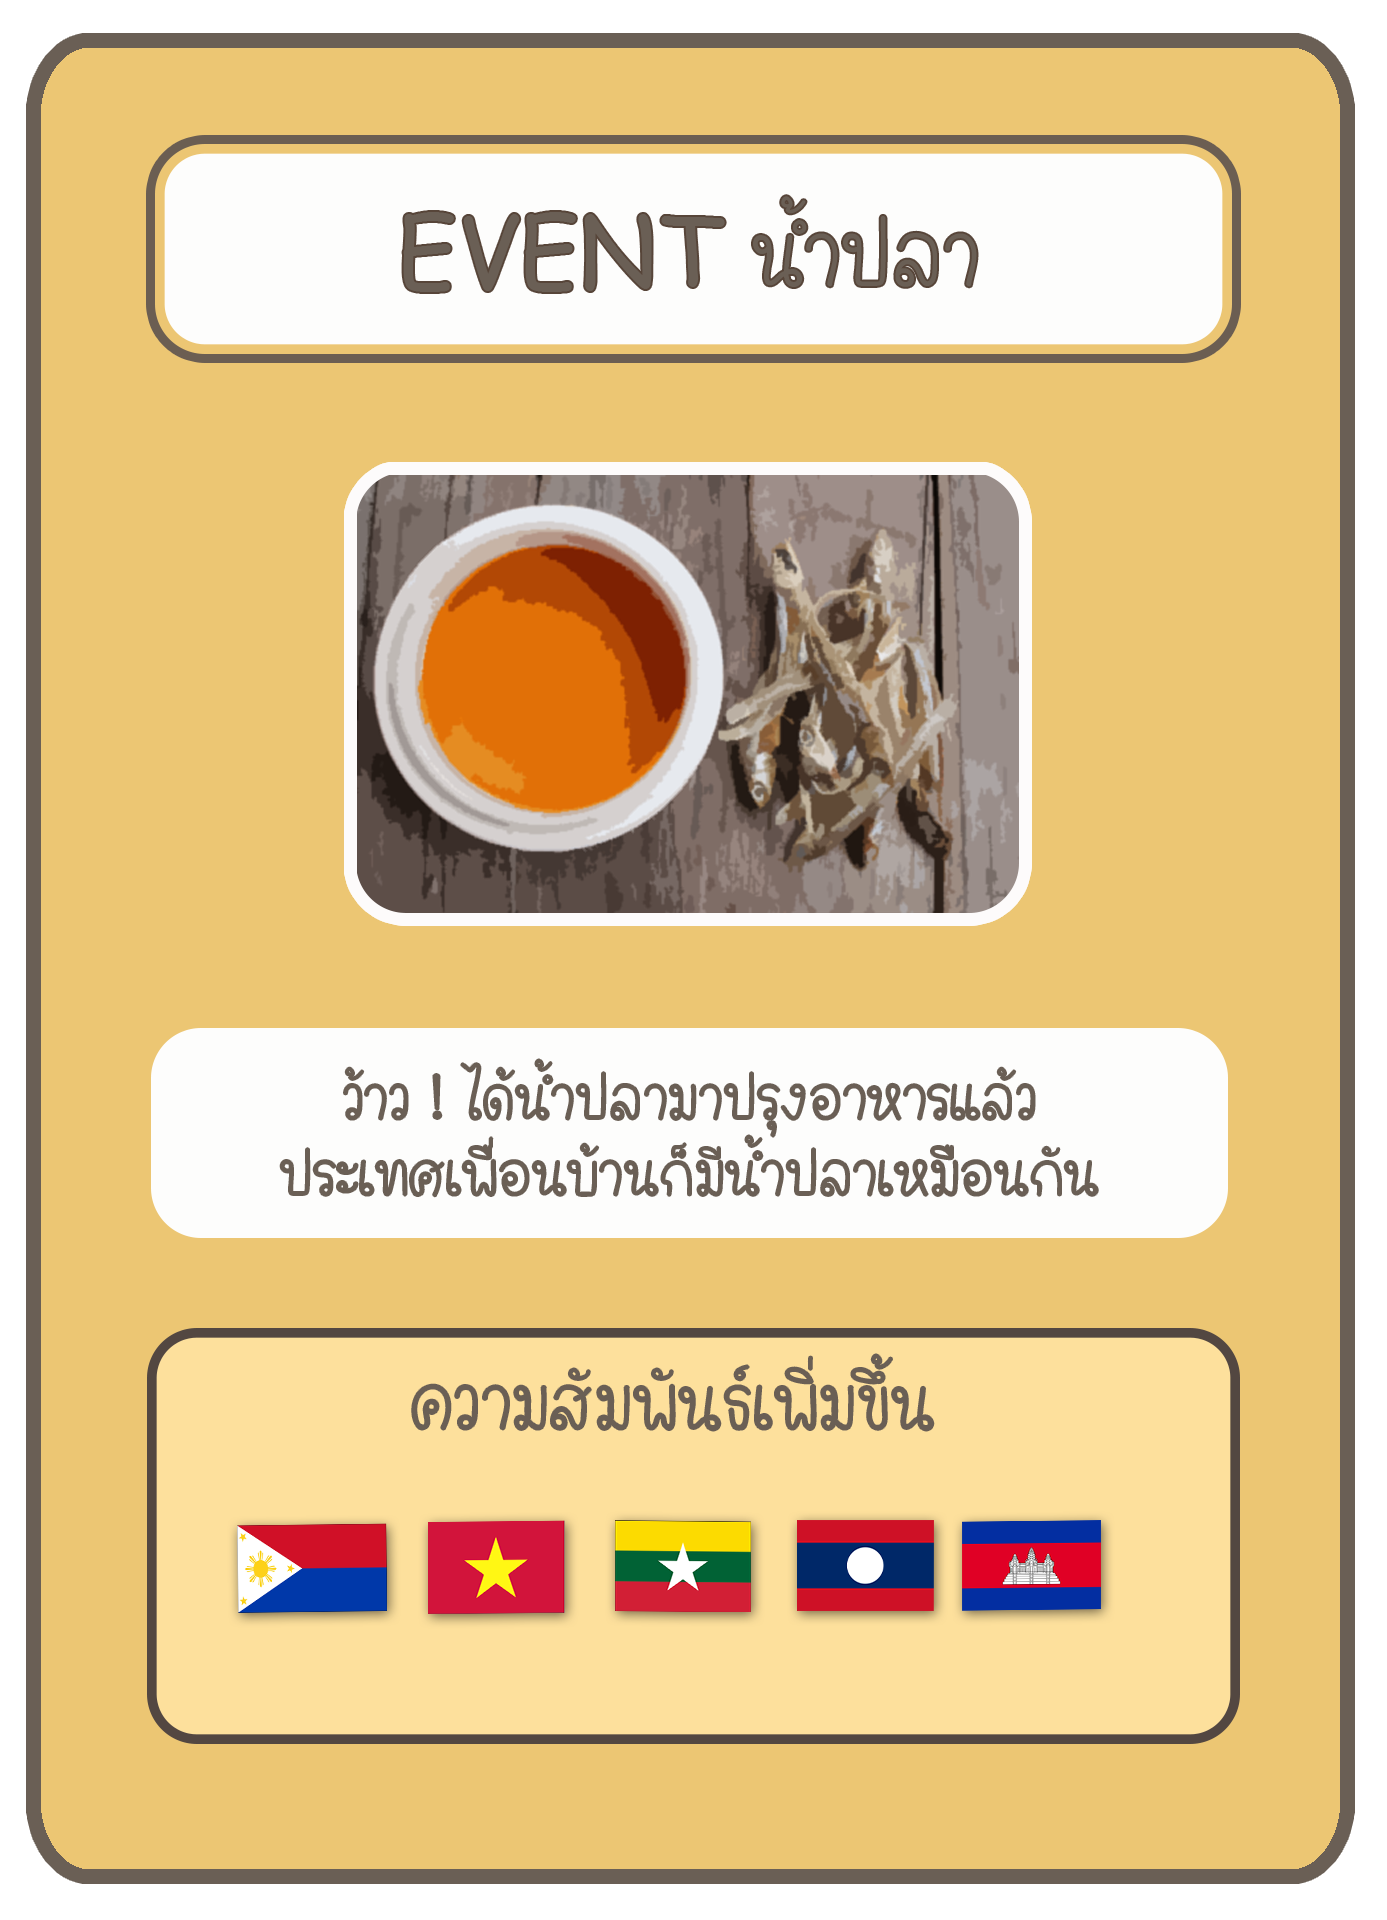 EVENT น้ำปลา
ว้าว ! ได้น้ำปลามาปรุงอาหารแล้ว
ประเทศเพื่อนบ้านก็มีน้ำปลาเหมือนกัน
ความสัมพันธ์เพิ่มขึ้น